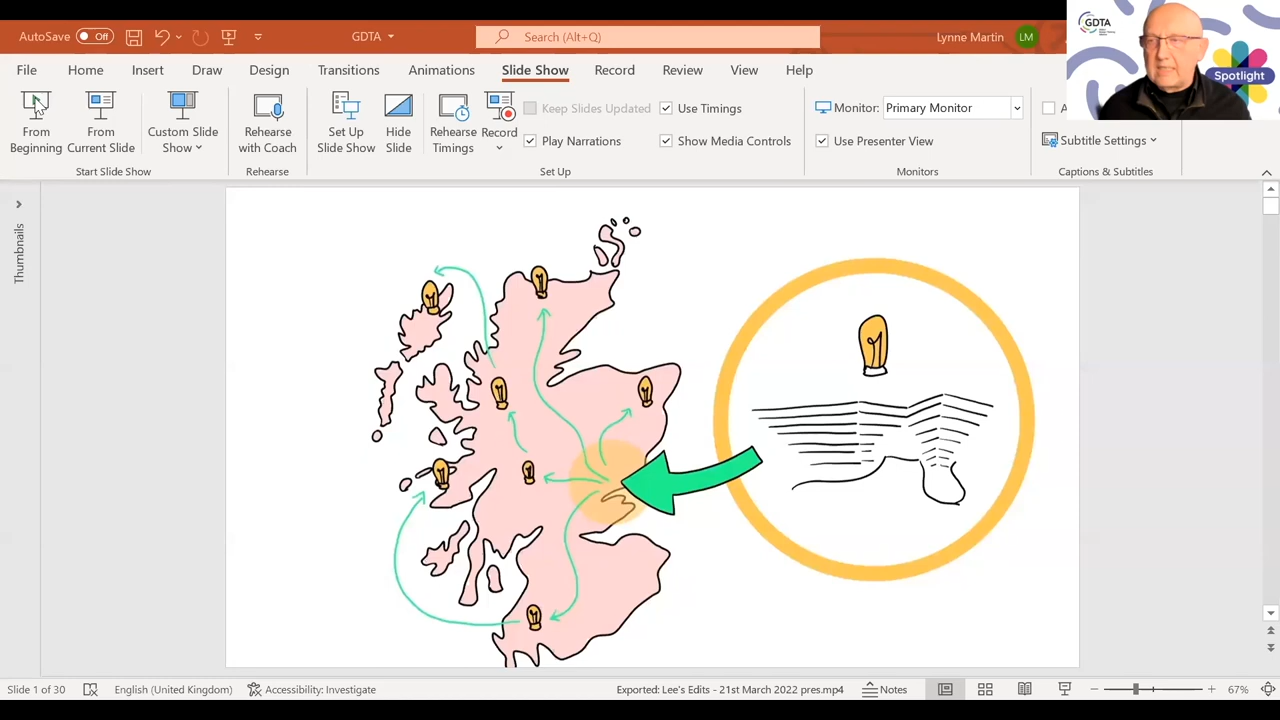 AutoSave Off GDTA Search (Alt+Q) Lynne Martin LM
GDTA
Spotlight
File Home Insert Draw Design Transitions Animations Slide Show Record Review View Help
From Beginning
From Current Slide
Custom Slide Show
Rehearse with Coach
Set Up Slide Show
Hide Slide
Rehearse Timings
Record
Keep Slides Updated
Play Narrations
Use Timings
Show Media Controls
Monitor: Primary Monitor
Use Presenter View
Subtitle Settings
Start Slide Show Rehearse Set Up Monitors Captions & Subtitles
Thumbnails
Slide 1 of 30 English (United Kingdom) Accessibility: Investigate Exported: Lee's Edits - 21st March 2022 pres.mp4 Notes 67%